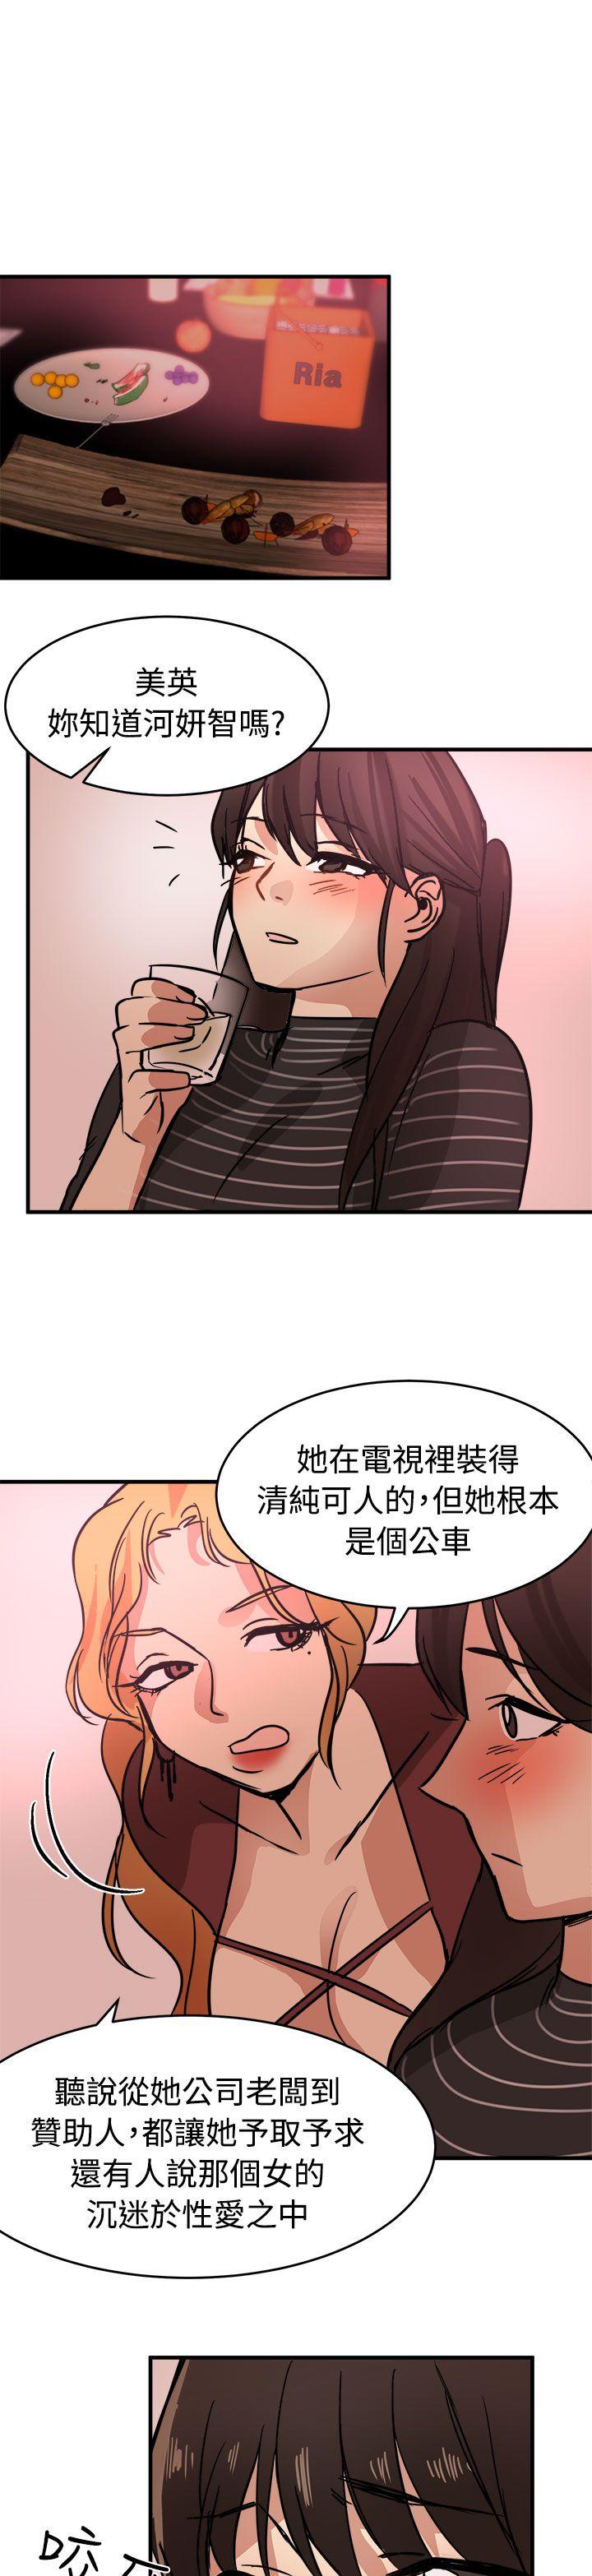 Ria
美英
妳知道河妍智嗎?
她在電視裡裝得
清純可人的,但她根本
是個公車
聽說從她公司老闆到
贊助人,都讓她予取予求
還有人說那個女的
沉迷於性愛之中
咬